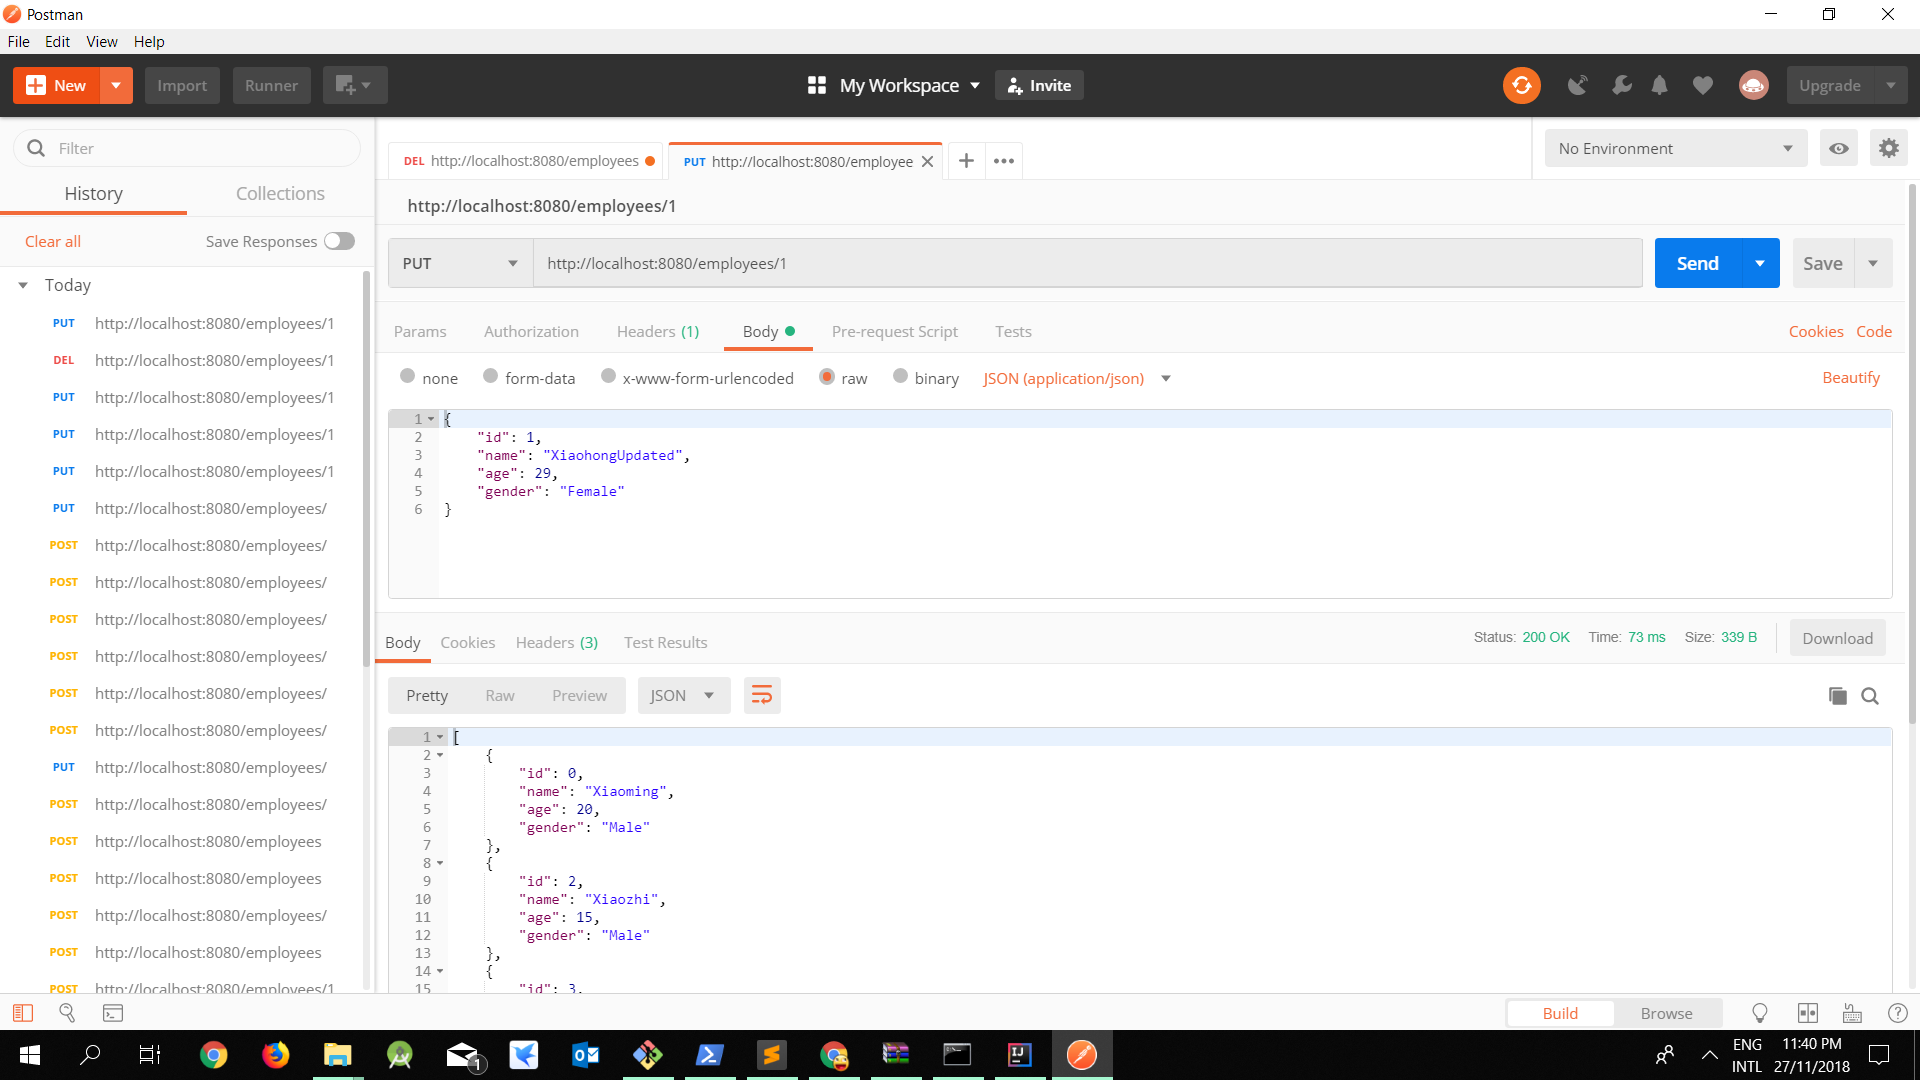 Postman
File Edit View Help
New Import Runner My Workspace Invite Upgrade
Filter
History Collections
Clear all Save Responses
Today
PUT http://localhost:8080/employees/1
DEL http://localhost:8080/employees/1
PUT http://localhost:8080/employees/1
PUT http://localhost:8080/employees/1
PUT http://localhost:8080/employees/1
PUT http://localhost:8080/employees/
POST http://localhost:8080/employees/
POST http://localhost:8080/employees/
POST http://localhost:8080/employees/
POST http://localhost:8080/employees/
POST http://localhost:8080/employees/
POST http://localhost:8080/employees/
PUT http://localhost:8080/employees/
POST http://localhost:8080/employees/
POST http://localhost:8080/employees
POST http://localhost:8080/employees
POST http://localhost:8080/employees/
POST http://localhost:8080/employees
POST http://localhost:8080/employees/1
DEL http://localhost:8080/employees PUT http://localhost:8080/employee
No Environment
http://localhost:8080/employees/1
PUT http://localhost:8080/employees/1 Send Save
Params Authorization Headers (1) Body Pre-request Script Tests Cookies Code
none form-data x-www-form-urlencoded raw binary JSON (application/json) Beautify
1 {
2 "id": 1,
3 "name": "XiaohongUpdated",
4 "age": 29,
5 "gender": "Female"
6 }
Body Cookies Headers (3) Test Results Status: 200 OK Time: 73 ms Size: 339 B Download
Pretty Raw Preview JSON
1 [
2 {
3 "id": 0,
4 "name": "Xiaoming",
5 "age": 20,
6 "gender": "Male"
7 },
8 {
9 "id": 2,
10 "name": "Xiaozhi",
11 "age": 15,
12 "gender": "Male"
13 },
14 {
15 "id": 3,
Build Browse
1
ENG 11:40 PM
INTL 27/11/2018